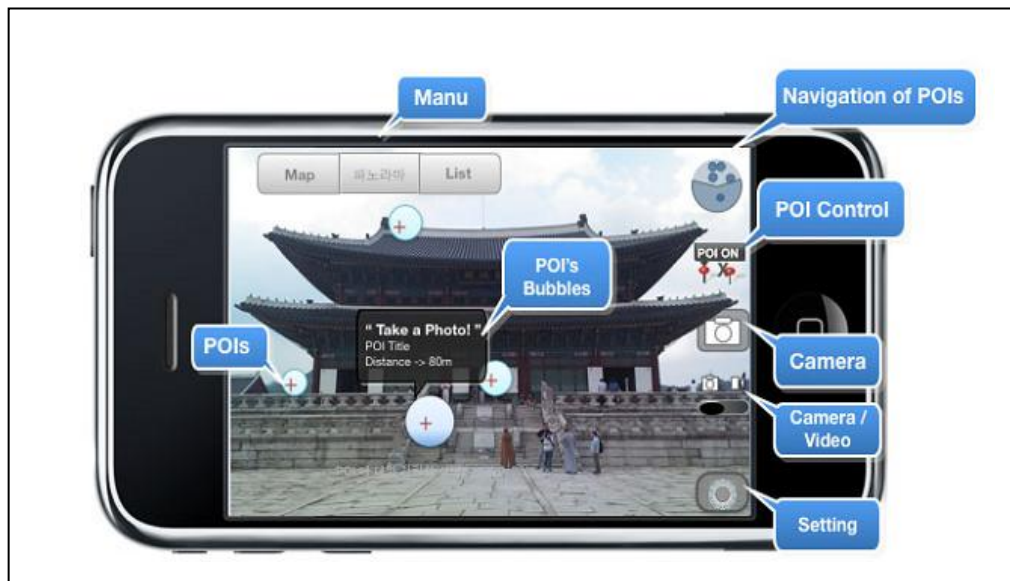 Manu
Navigation of POIs
Map 파노라마 List
POI Control
POI ON
POI's
Bubbles
" Take a Photo! "
POI Title
Distance -> 80m
POIs
Camera
Camera /
Video
Setting